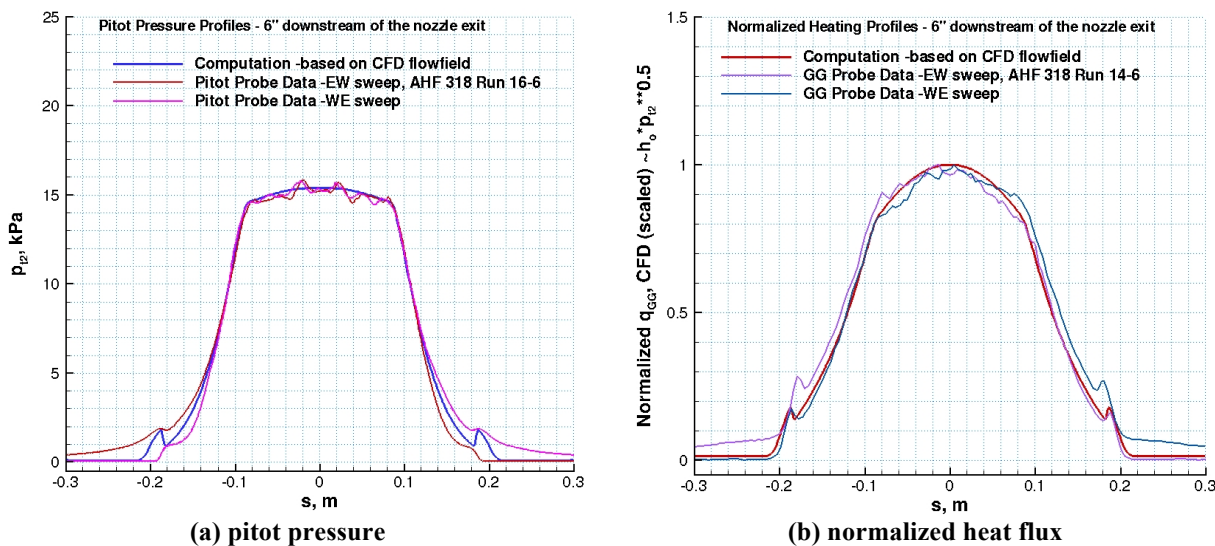 Pitot Pressure Profiles - 6" downstream of the nozzle exit
Computation -based on CFD flowfield
Pitot Probe Data -EW sweep, AHF 318 Run 16-6
Pitot Probe Data -WE sweep
25
20
15
10
5
0
p_t2, kPa
-0.3 -0.2 -0.1 0 0.1 0.2 0.3
s, m
(a) pitot pressure
Normalized Heating Profiles - 6" downstream of the nozzle exit
Computation -based on CFD flowfield
GG Probe Data -EW sweep, AHF 318 Run 14-6
GG Probe Data -WE sweep
1.5
1
0.5
0
Normalized q_GG, CFD (scaled) ~h_o*p_t2**0.5
-0.3 -0.2 -0.1 0 0.1 0.2 0.3
s, m
(b) normalized heat flux